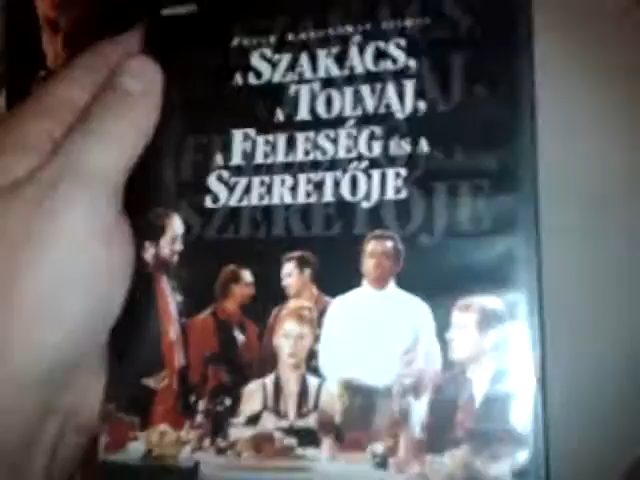 A SZAKÁCS,
A TOLVAJ,
A FELESÉG ÉS A
SZERETŐJE